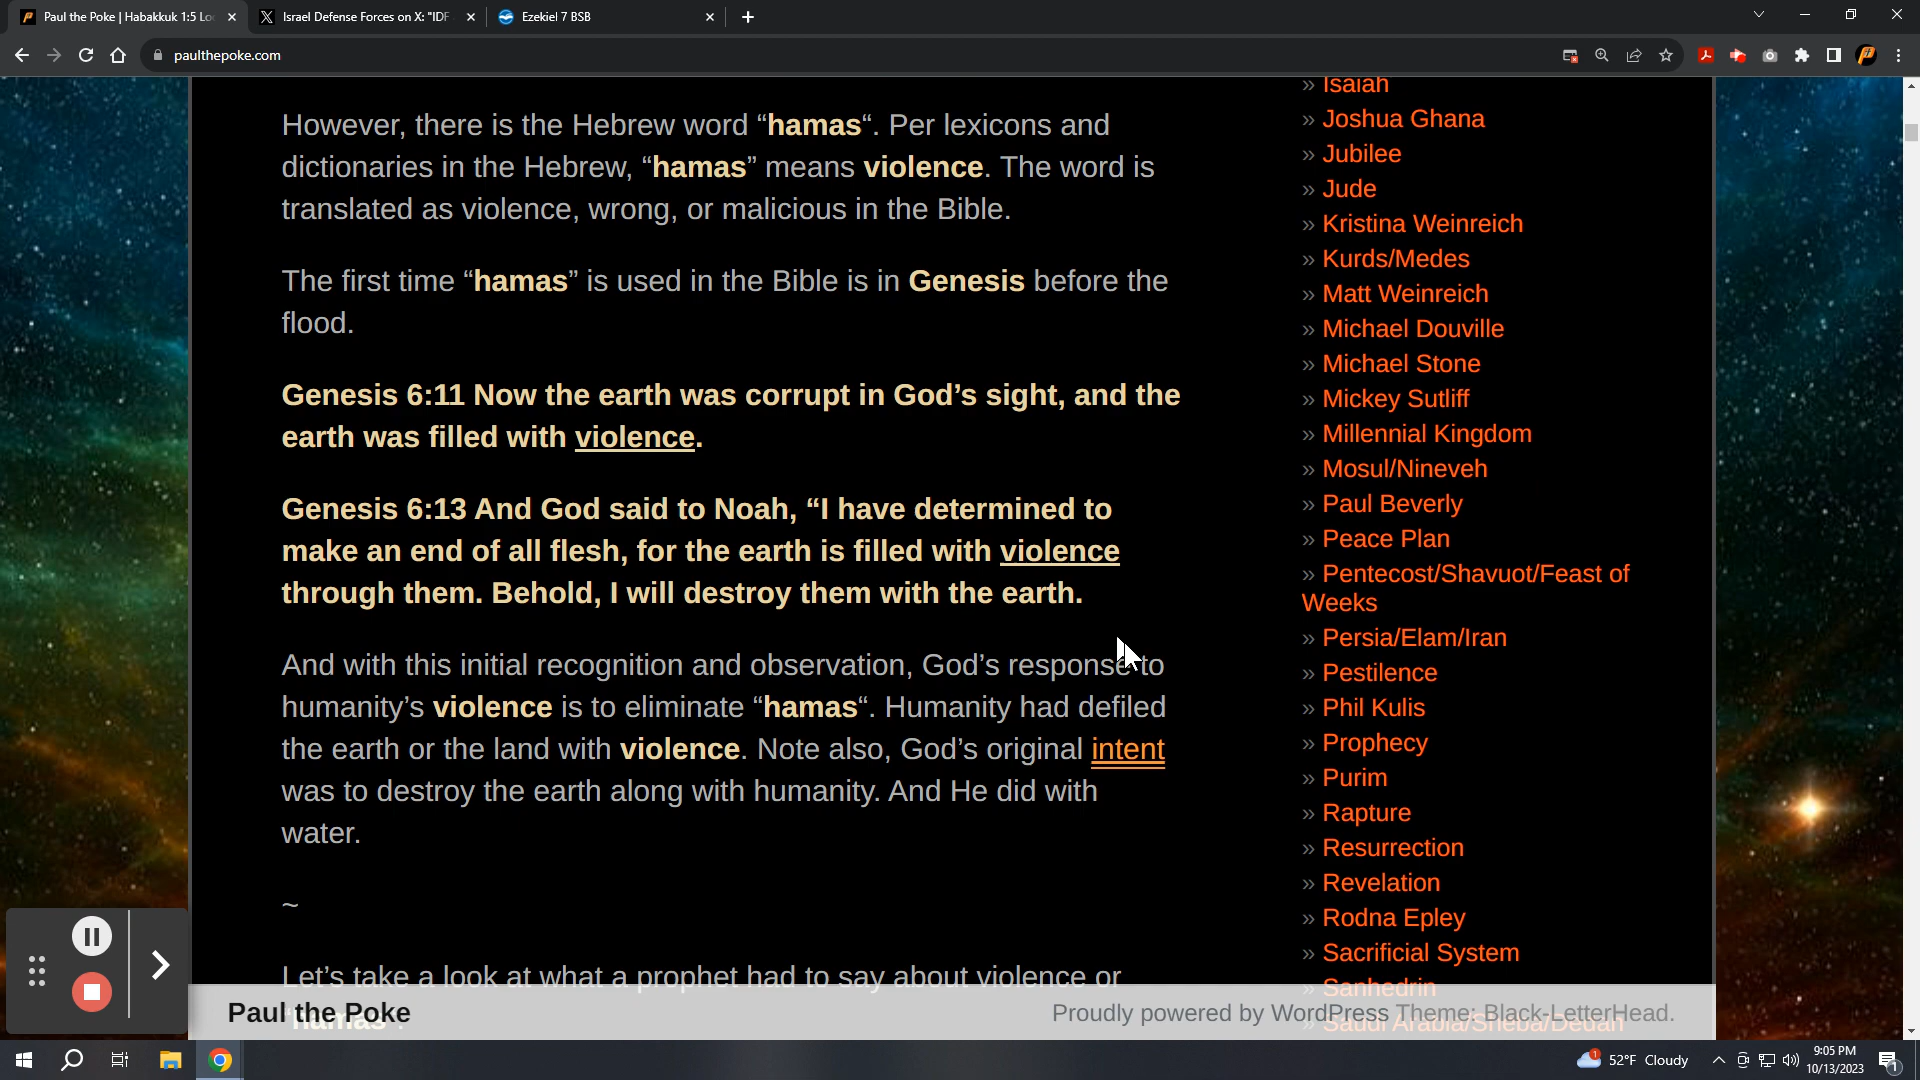 Paul the Poke | Habakkuk 1:5 Lo
Israel Defense Forces on X: "IDF
Ezekiel 7 BSB
paulthepoke.com
However, there is the Hebrew word “hamas“. Per lexicons and
dictionaries in the Hebrew, “hamas” means violence. The word is
translated as violence, wrong, or malicious in the Bible.
The first time “hamas” is used in the Bible is in Genesis before the
flood.
Genesis 6:11 Now the earth was corrupt in God’s sight, and the
earth was filled with violence.
Genesis 6:13 And God said to Noah, “I have determined to
make an end of all flesh, for the earth is filled with violence
through them. Behold, I will destroy them with the earth.
And with this initial recognition and observation, God’s response to
humanity’s violence is to eliminate “hamas“. Humanity had defiled
the earth or the land with violence. Note also, God’s original intent
was to destroy the earth along with humanity. And He did with
water.
~
Let’s take a look at what a prophet had to say about violence or
“hamas”.
» Isaiah
» Joshua Ghana
» Jubilee
» Jude
» Kristina Weinreich
» Kurds/Medes
» Matt Weinreich
» Michael Douville
» Michael Stone
» Mickey Sutliff
» Millennial Kingdom
» Mosul/Nineveh
» Paul Beverly
» Peace Plan
» Pentecost/Shavuot/Feast of
Weeks
» Persia/Elam/Iran
» Pestilence
» Phil Kulis
» Prophecy
» Purim
» Rapture
» Resurrection
» Revelation
» Rodna Epley
» Sacrificial System
» Sanhedrin
» Saudi Arabia/Sheba/Dedan
Paul the Poke
Proudly powered by WordPress Theme: Black-LetterHead.
1
52°F Cloudy
9:05 PM
10/13/2023
1